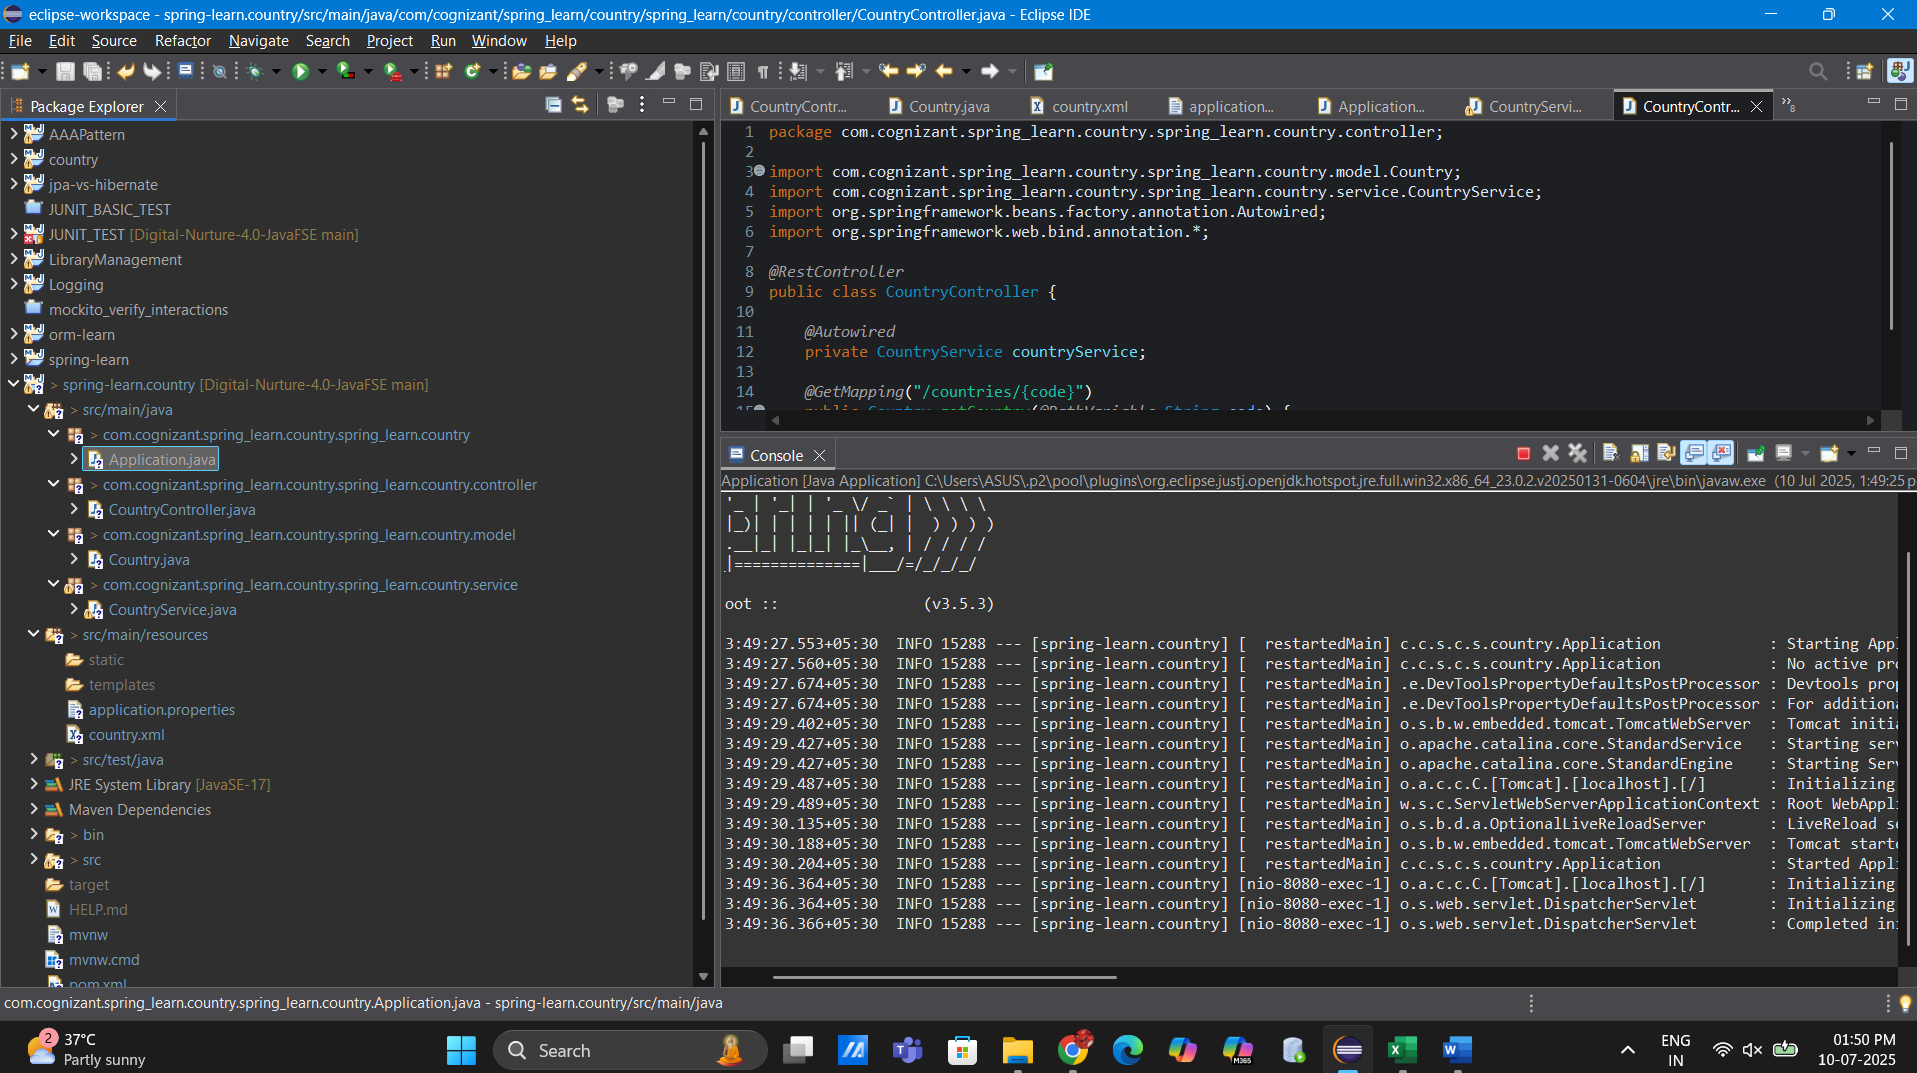 eclipse-workspace - spring-learn.country/src/main/java/com/cognizant/spring_learn/country/spring_learn/country/controller/CountryController.java - Eclipse IDE
File Edit Source Refactor Navigate Search Project Run Window Help
Package Explorer
AAAPattern
country
jpa-vs-hibernate
JUNIT_BASIC_TEST
JUNIT_TEST [Digital-Nurture-4.0-JavaFSE main]
LibraryManagement
Logging
mockito_verify_interactions
orm-learn
spring-learn
> spring-learn.country [Digital-Nurture-4.0-JavaFSE main]
> src/main/java
> com.cognizant.spring_learn.country.spring_learn.country
Application.java
> com.cognizant.spring_learn.country.spring_learn.country.controller
CountryController.java
> com.cognizant.spring_learn.country.spring_learn.country.model
Country.java
> com.cognizant.spring_learn.country.spring_learn.country.service
CountryService.java
> src/main/resources
static
templates
application.properties
country.xml
> src/test/java
JRE System Library [JavaSE-17]
Maven Dependencies
> bin
> src
target
HELP.md
mvnw
mvnw.cmd
pom.xml
CountryContr... Country.java country.xml application... Application... CountryServi... CountryContr... »8
1 package com.cognizant.spring_learn.country.spring_learn.country.controller;
2
3 import com.cognizant.spring_learn.country.spring_learn.country.model.Country;
4 import com.cognizant.spring_learn.country.spring_learn.country.service.CountryService;
5 import org.springframework.beans.factory.annotation.Autowired;
6 import org.springframework.web.bind.annotation.*;
7
8 @RestController
9 public class CountryController {
10
11 @Autowired
12 private CountryService countryService;
13
14 @GetMapping("/countries/{code}")
15 public Country getCountry(@PathVariable String code) {
Console
Application [Java Application] C:\Users\ASUS\.p2\pool\plugins\org.eclipse.justj.openjdk.hotspot.jre.full.win32.x86_64_23.0.2.v20250131-0604\jre\bin\javaw.exe (10 Jul 2025, 1:49:25 p
'_ | '_| | '_ \/ _` | \ \ \ \
|_)| | | | | || (_| | ) ) ) )
.__|_| |_|_| |_\__, | / / / /
_|==============|___/=/_/_/_/
oot :: (v3.5.3)
3:49:27.553+05:30 INFO 15288 --- [spring-learn.country] [ restartedMain] c.c.s.c.s.country.Application : Starting App
3:49:27.560+05:30 INFO 15288 --- [spring-learn.country] [ restartedMain] c.c.s.c.s.country.Application : No active pro
3:49:27.674+05:30 INFO 15288 --- [spring-learn.country] [ restartedMain] .e.DevToolsPropertyDefaultsPostProcessor : Devtools prop
3:49:27.674+05:30 INFO 15288 --- [spring-learn.country] [ restartedMain] .e.DevToolsPropertyDefaultsPostProcessor : For additiona
3:49:29.402+05:30 INFO 15288 --- [spring-learn.country] [ restartedMain] o.s.b.w.embedded.tomcat.TomcatWebServer : Tomcat initia
3:49:29.427+05:30 INFO 15288 --- [spring-learn.country] [ restartedMain] o.apache.catalina.core.StandardService : Starting serv
3:49:29.427+05:30 INFO 15288 --- [spring-learn.country] [ restartedMain] o.apache.catalina.core.StandardEngine : Starting Serv
3:49:29.487+05:30 INFO 15288 --- [spring-learn.country] [ restartedMain] o.a.c.c.C.[Tomcat].[localhost].[/] : Initializing
3:49:29.489+05:30 INFO 15288 --- [spring-learn.country] [ restartedMain] w.s.c.ServletWebServerApplicationContext : Root WebAppli
3:49:30.135+05:30 INFO 15288 --- [spring-learn.country] [ restartedMain] o.s.b.d.a.OptionalLiveReloadServer : LiveReload se
3:49:30.188+05:30 INFO 15288 --- [spring-learn.country] [ restartedMain] o.s.b.w.embedded.tomcat.TomcatWebServer : Tomcat starte
3:49:30.204+05:30 INFO 15288 --- [spring-learn.country] [ restartedMain] c.c.s.c.s.country.Application : Started Appl
3:49:36.364+05:30 INFO 15288 --- [spring-learn.country] [nio-8080-exec-1] o.a.c.c.C.[Tomcat].[localhost].[/] : Initializing
3:49:36.364+05:30 INFO 15288 --- [spring-learn.country] [nio-8080-exec-1] o.s.web.servlet.DispatcherServlet : Initializing
3:49:36.366+05:30 INFO 15288 --- [spring-learn.country] [nio-8080-exec-1] o.s.web.servlet.DispatcherServlet : Completed ini
com.cognizant.spring_learn.country.spring_learn.country.Application.java - spring-learn.country/src/main/java
2
37°C
Partly sunny
Search
M365
ENG
IN
01:50 PM
10-07-2025